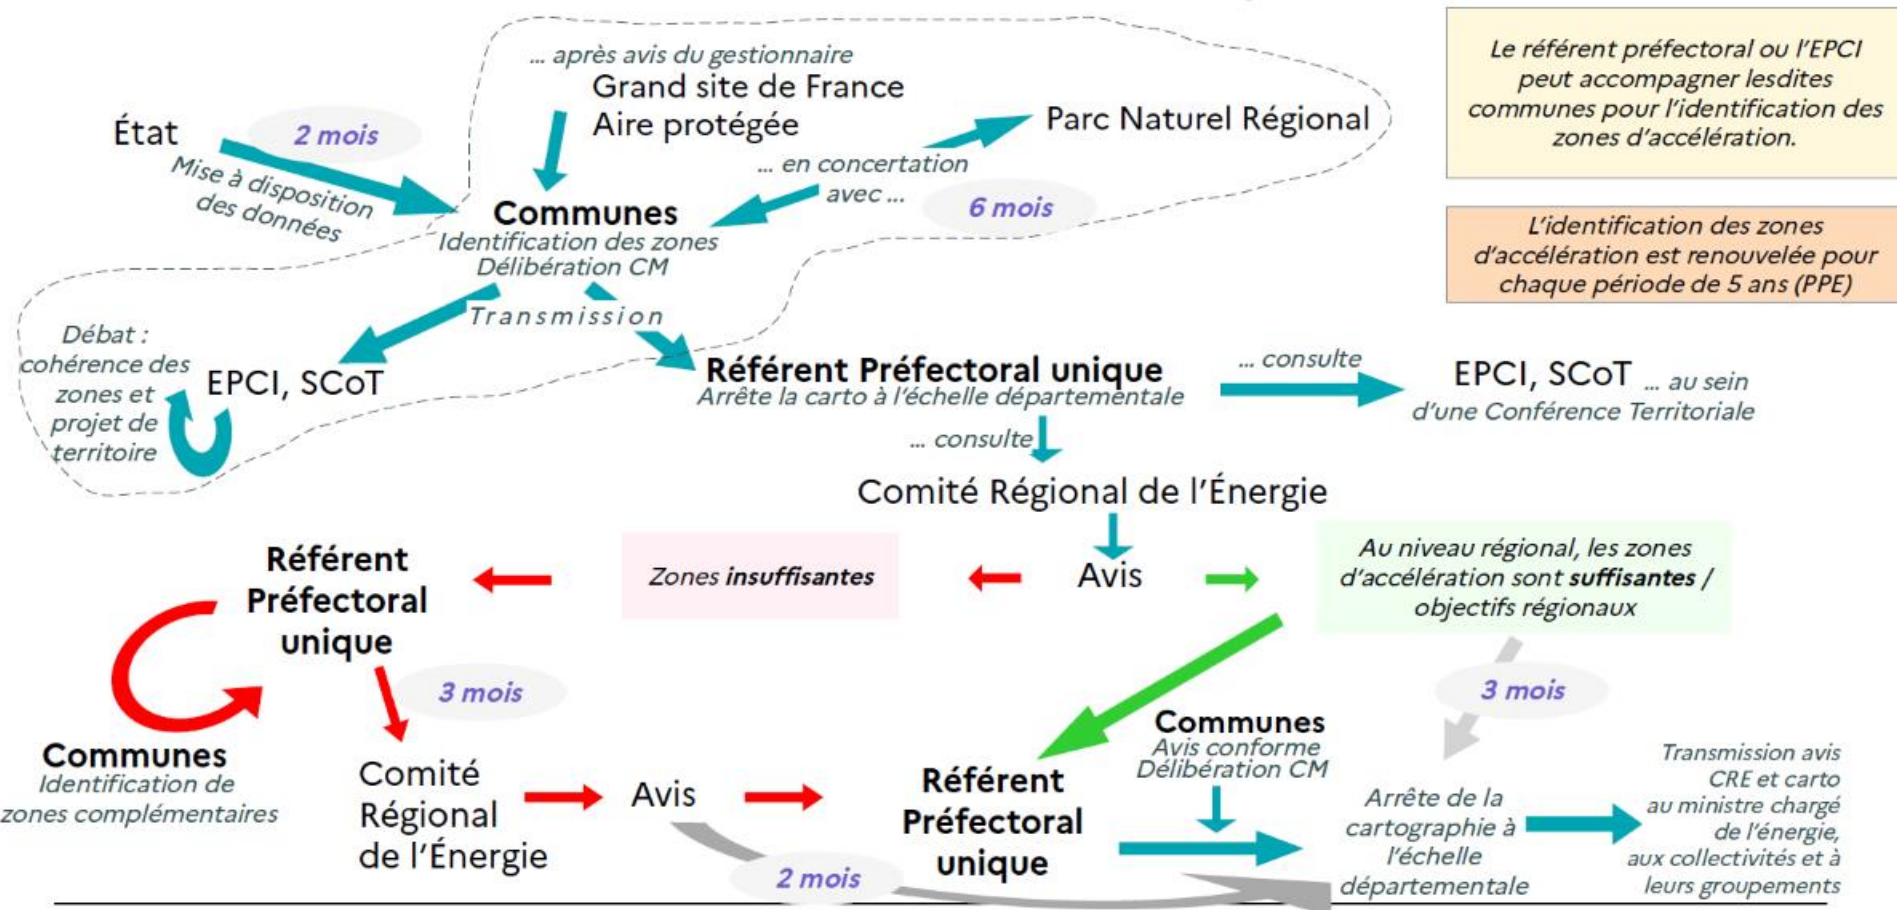 ... après avis du gestionnaire
Grand site de France
Aire protégée
État
2 mois
Mise à disposition
des données
Parc Naturel Régional
... en concertation
avec ...
6 mois
Communes
Identification des zones
Délibération CM
Transmission
Le référent préfectoral ou l'EPCI
peut accompagner lesdites
communes pour l'identification des
zones d'accélération.
L'identification des zones
d'accélération est renouvelée pour
chaque période de 5 ans (PPE)
Débat :
cohérence des
zones et
projet de
territoire
EPCI, SCoT
Référent Préfectoral unique
Arrête la carto à l'échelle départementale
... consulte
EPCI, SCoT ... au sein
d'une Conférence Territoriale
... consulte
Comité Régional de l'Énergie
Avis
Zones insuffisantes
Au niveau régional, les zones
d'accélération sont suffisantes /
objectifs régionaux
Référent
Préfectoral
unique
3 mois
Communes
Identification de
zones complémentaires
Comité
Régional
de l'Énergie
Avis
2 mois
Référent
Préfectoral
unique
Communes
Avis conforme
Délibération CM
3 mois
Arrête de la
cartographie à
l'échelle
départementale
Transmission avis
CRE et carto
au ministre chargé
de l'énergie,
aux collectivités et à
leurs groupements